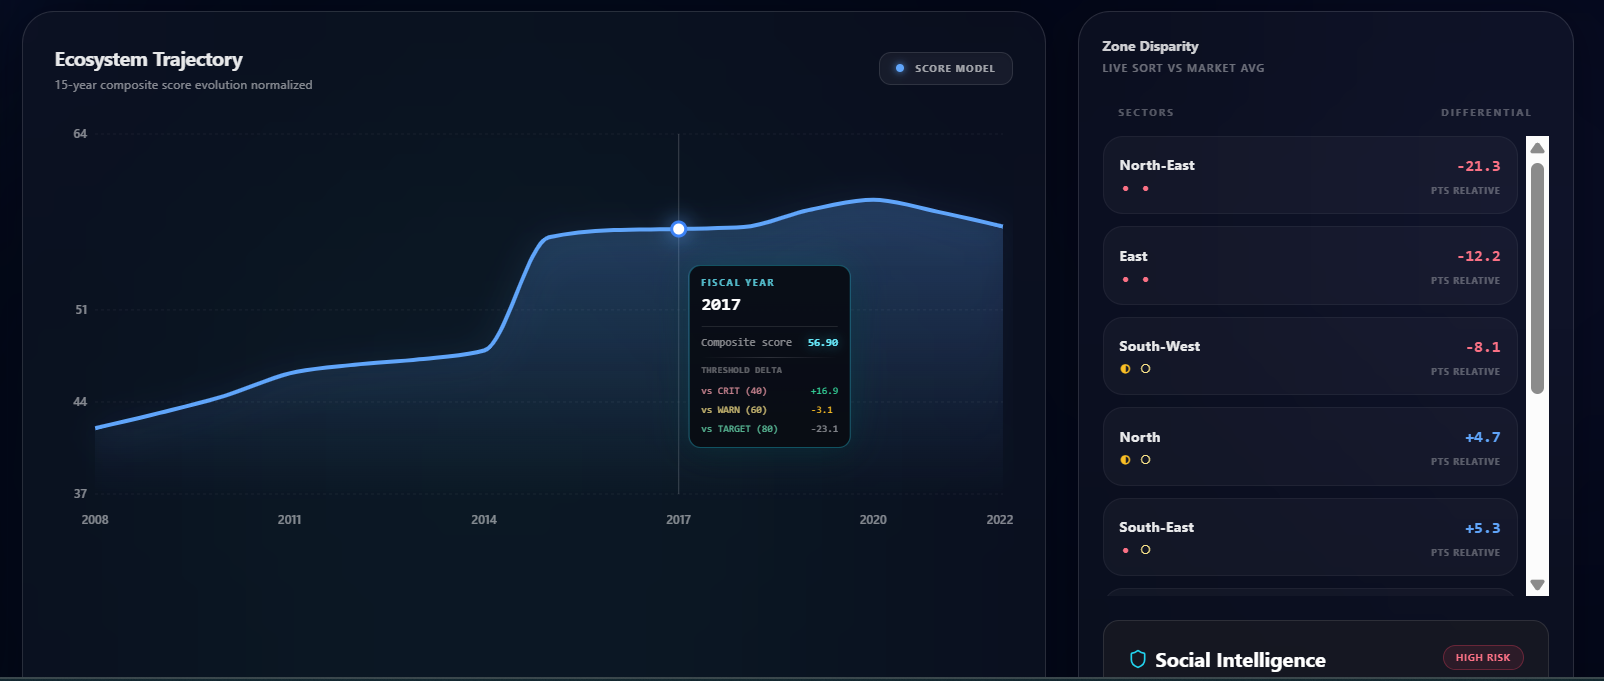 Ecosystem Trajectory
15-year composite score evolution normalized
SCORE MODEL
64
51
44
37
2008
2011
2014
2017
2020
2022
FISCAL YEAR
2017
Composite score 56.90
THRESHOLD DELTA
vs CRIT (40) +16.9
vs WARN (60) -3.1
vs TARGET (80) -23.1
Zone Disparity
LIVE SORT VS MARKET AVG
SECTORS DIFFERENTIAL
North-East -21.3
PTS RELATIVE
East -12.2
PTS RELATIVE
South-West -8.1
PTS RELATIVE
North +4.7
PTS RELATIVE
South-East +5.3
PTS RELATIVE
Social Intelligence HIGH RISK